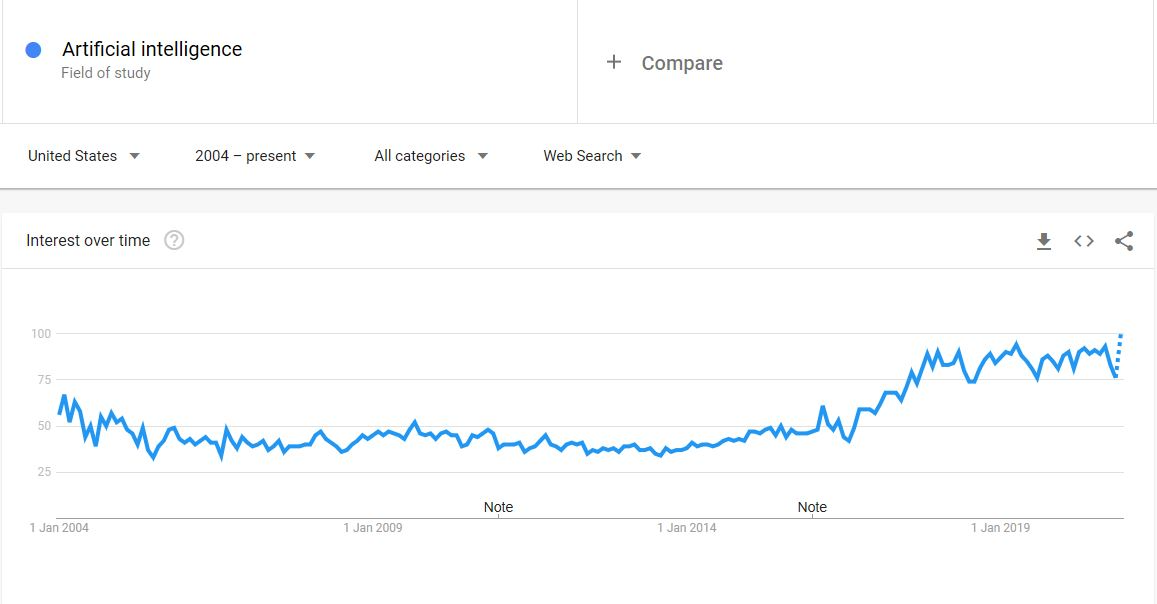 Artificial intelligence
Field of study
+ Compare
United States
2004 – present
All categories
Web Search
Interest over time ?
100
75
50
25
Note
Note
1 Jan 2004
1 Jan 2009
1 Jan 2014
1 Jan 2019